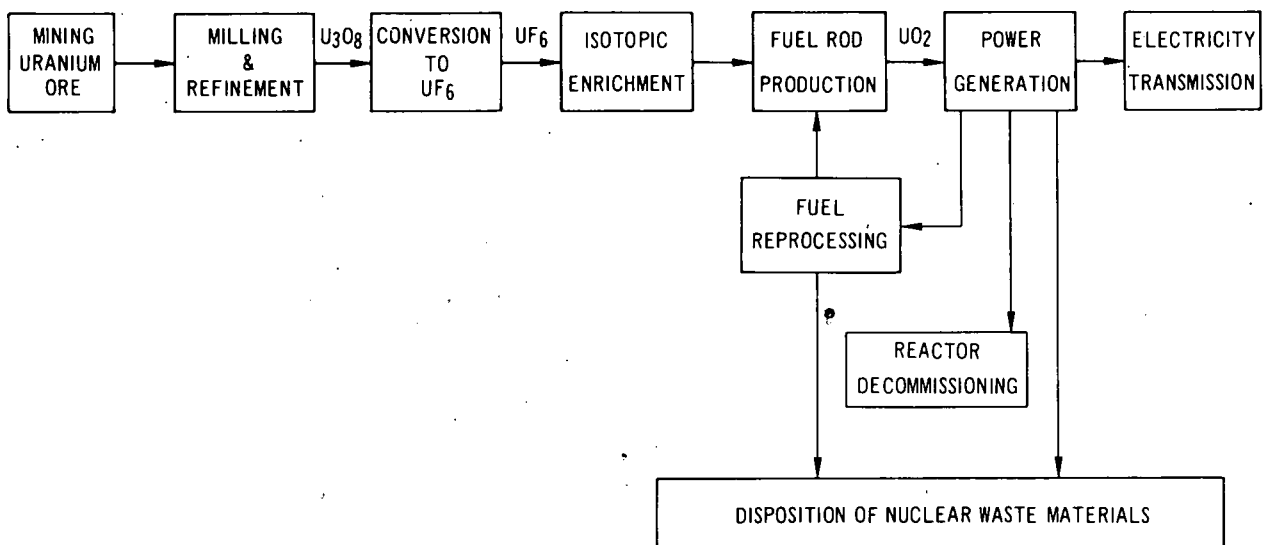 MINING
URANIUM
ORE
MILLING
&
REFINEMENT
U3O8
CONVERSION
TO
UF6
UF6
ISOTOPIC
ENRICHMENT
FUEL ROD
PRODUCTION
UO2
POWER
GENERATION
ELECTRICITY
TRANSMISSION
FUEL
REPROCESSING
REACTOR
DECOMMISSIONING
DISPOSITION OF NUCLEAR WASTE MATERIALS